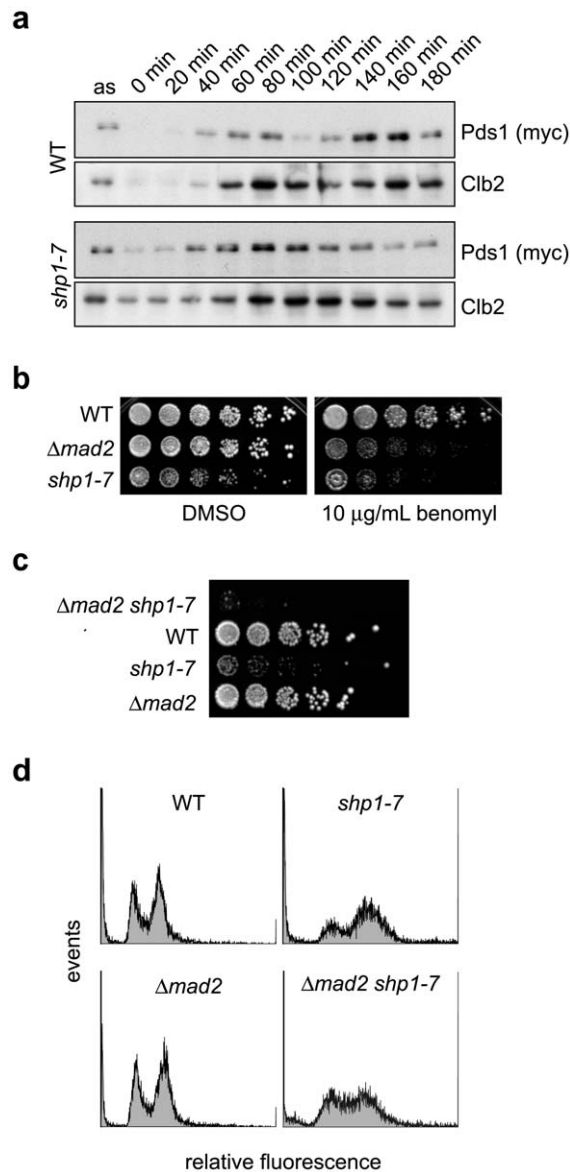 a
as 0 min 20 min 40 min 60 min 80 min 100 min 120 min 140 min 160 min 180 min
WT
Pds1 (myc)
Clb2
shp1-7
Pds1 (myc)
Clb2
b
WT
Δmad2
shp1-7
DMSO 10 μg/mL benomyl
c
Δmad2 shp1-7
WT
shp1-7
Δmad2
d
WT shp1-7
events
Δmad2 Δmad2 shp1-7
relative fluorescence